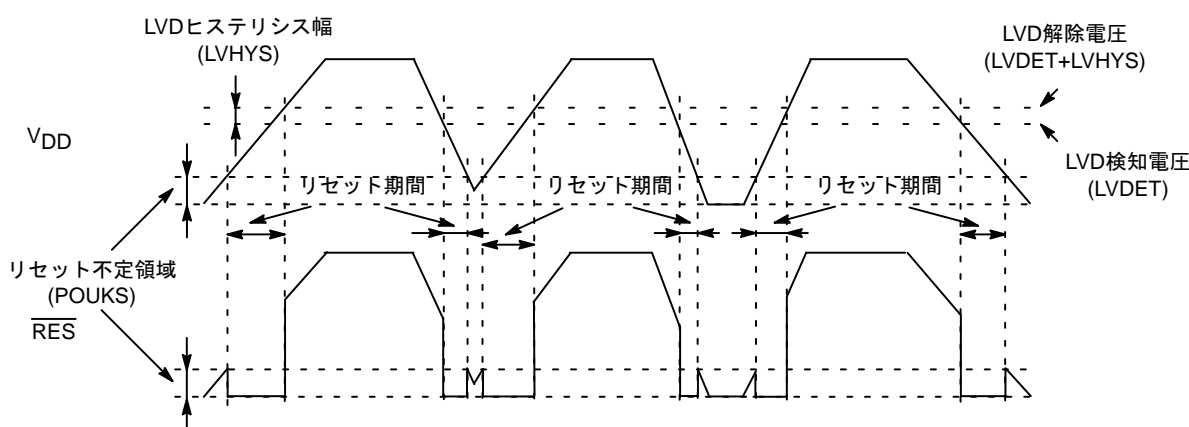 LVDヒステリシス幅
(LVHYS)
LVD解除電圧
(LVDET+LVHYS)
VDD
LVD検知電圧
(LVDET)
リセット期間
リセット期間
リセット期間
リセット不定領域
(POUKS)
RES